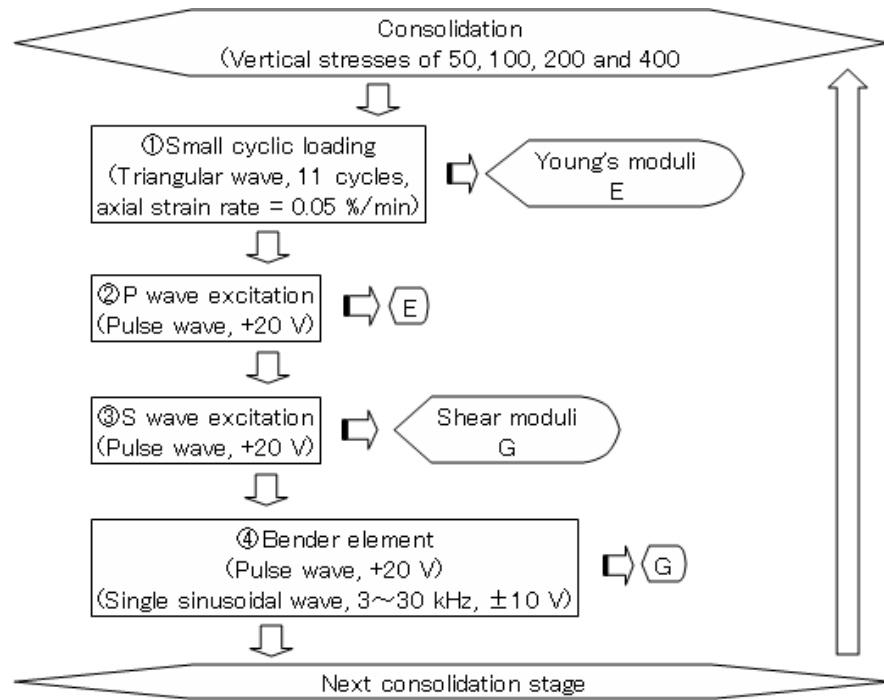 Consolidation
(Vertical stresses of 50, 100, 200 and 400
①Small cyclic loading
(Triangular wave, 11 cycles,
axial strain rate = 0.05 %/min)
Young's moduli
E
②P wave excitation
(Pulse wave, +20 V)
E
③S wave excitation
(Pulse wave, +20 V)
Shear moduli
G
④Bender element
(Pulse wave, +20 V)
(Single sinusoidal wave, 3～30 kHz, ±10 V)
G
Next consolidation stage